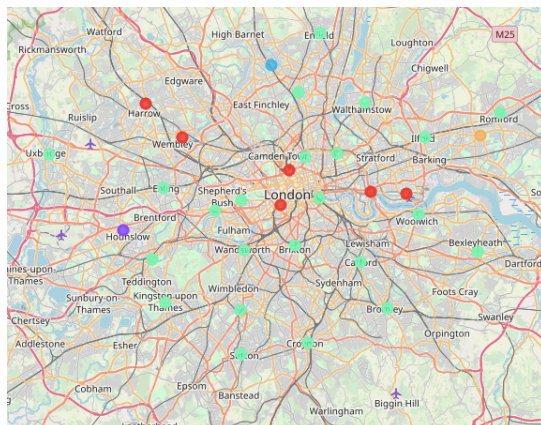 Watford
High Barnet
Enfield
Loughton
M25
Rickmansworth
Chigwell
Edgware
East Finchley
Walthamstow
Cross
Ruislip
Harrow
Romford
Wembley
Ilford
Uxbridge
Camden Town
Stratford
Barking
Southall
Ealing
Shepherd's
Bush
London
Brentford
Woolwich
Hounslow
Fulham
Wandsworth
Brixton
Lewisham
Bexleyheath
Catford
Dartford
ines-upon
Thames
Teddington
Sydenham
Foots Cray
Sunbury-on
Thames
Kingston upon
Thames
Wimbledon
Chertsey
Bromley
Swanley
Addlestone
Esher
Sutton
Croydon
Orpington
Epsom
Cobham
Banstead
Biggin Hill
Warlingham